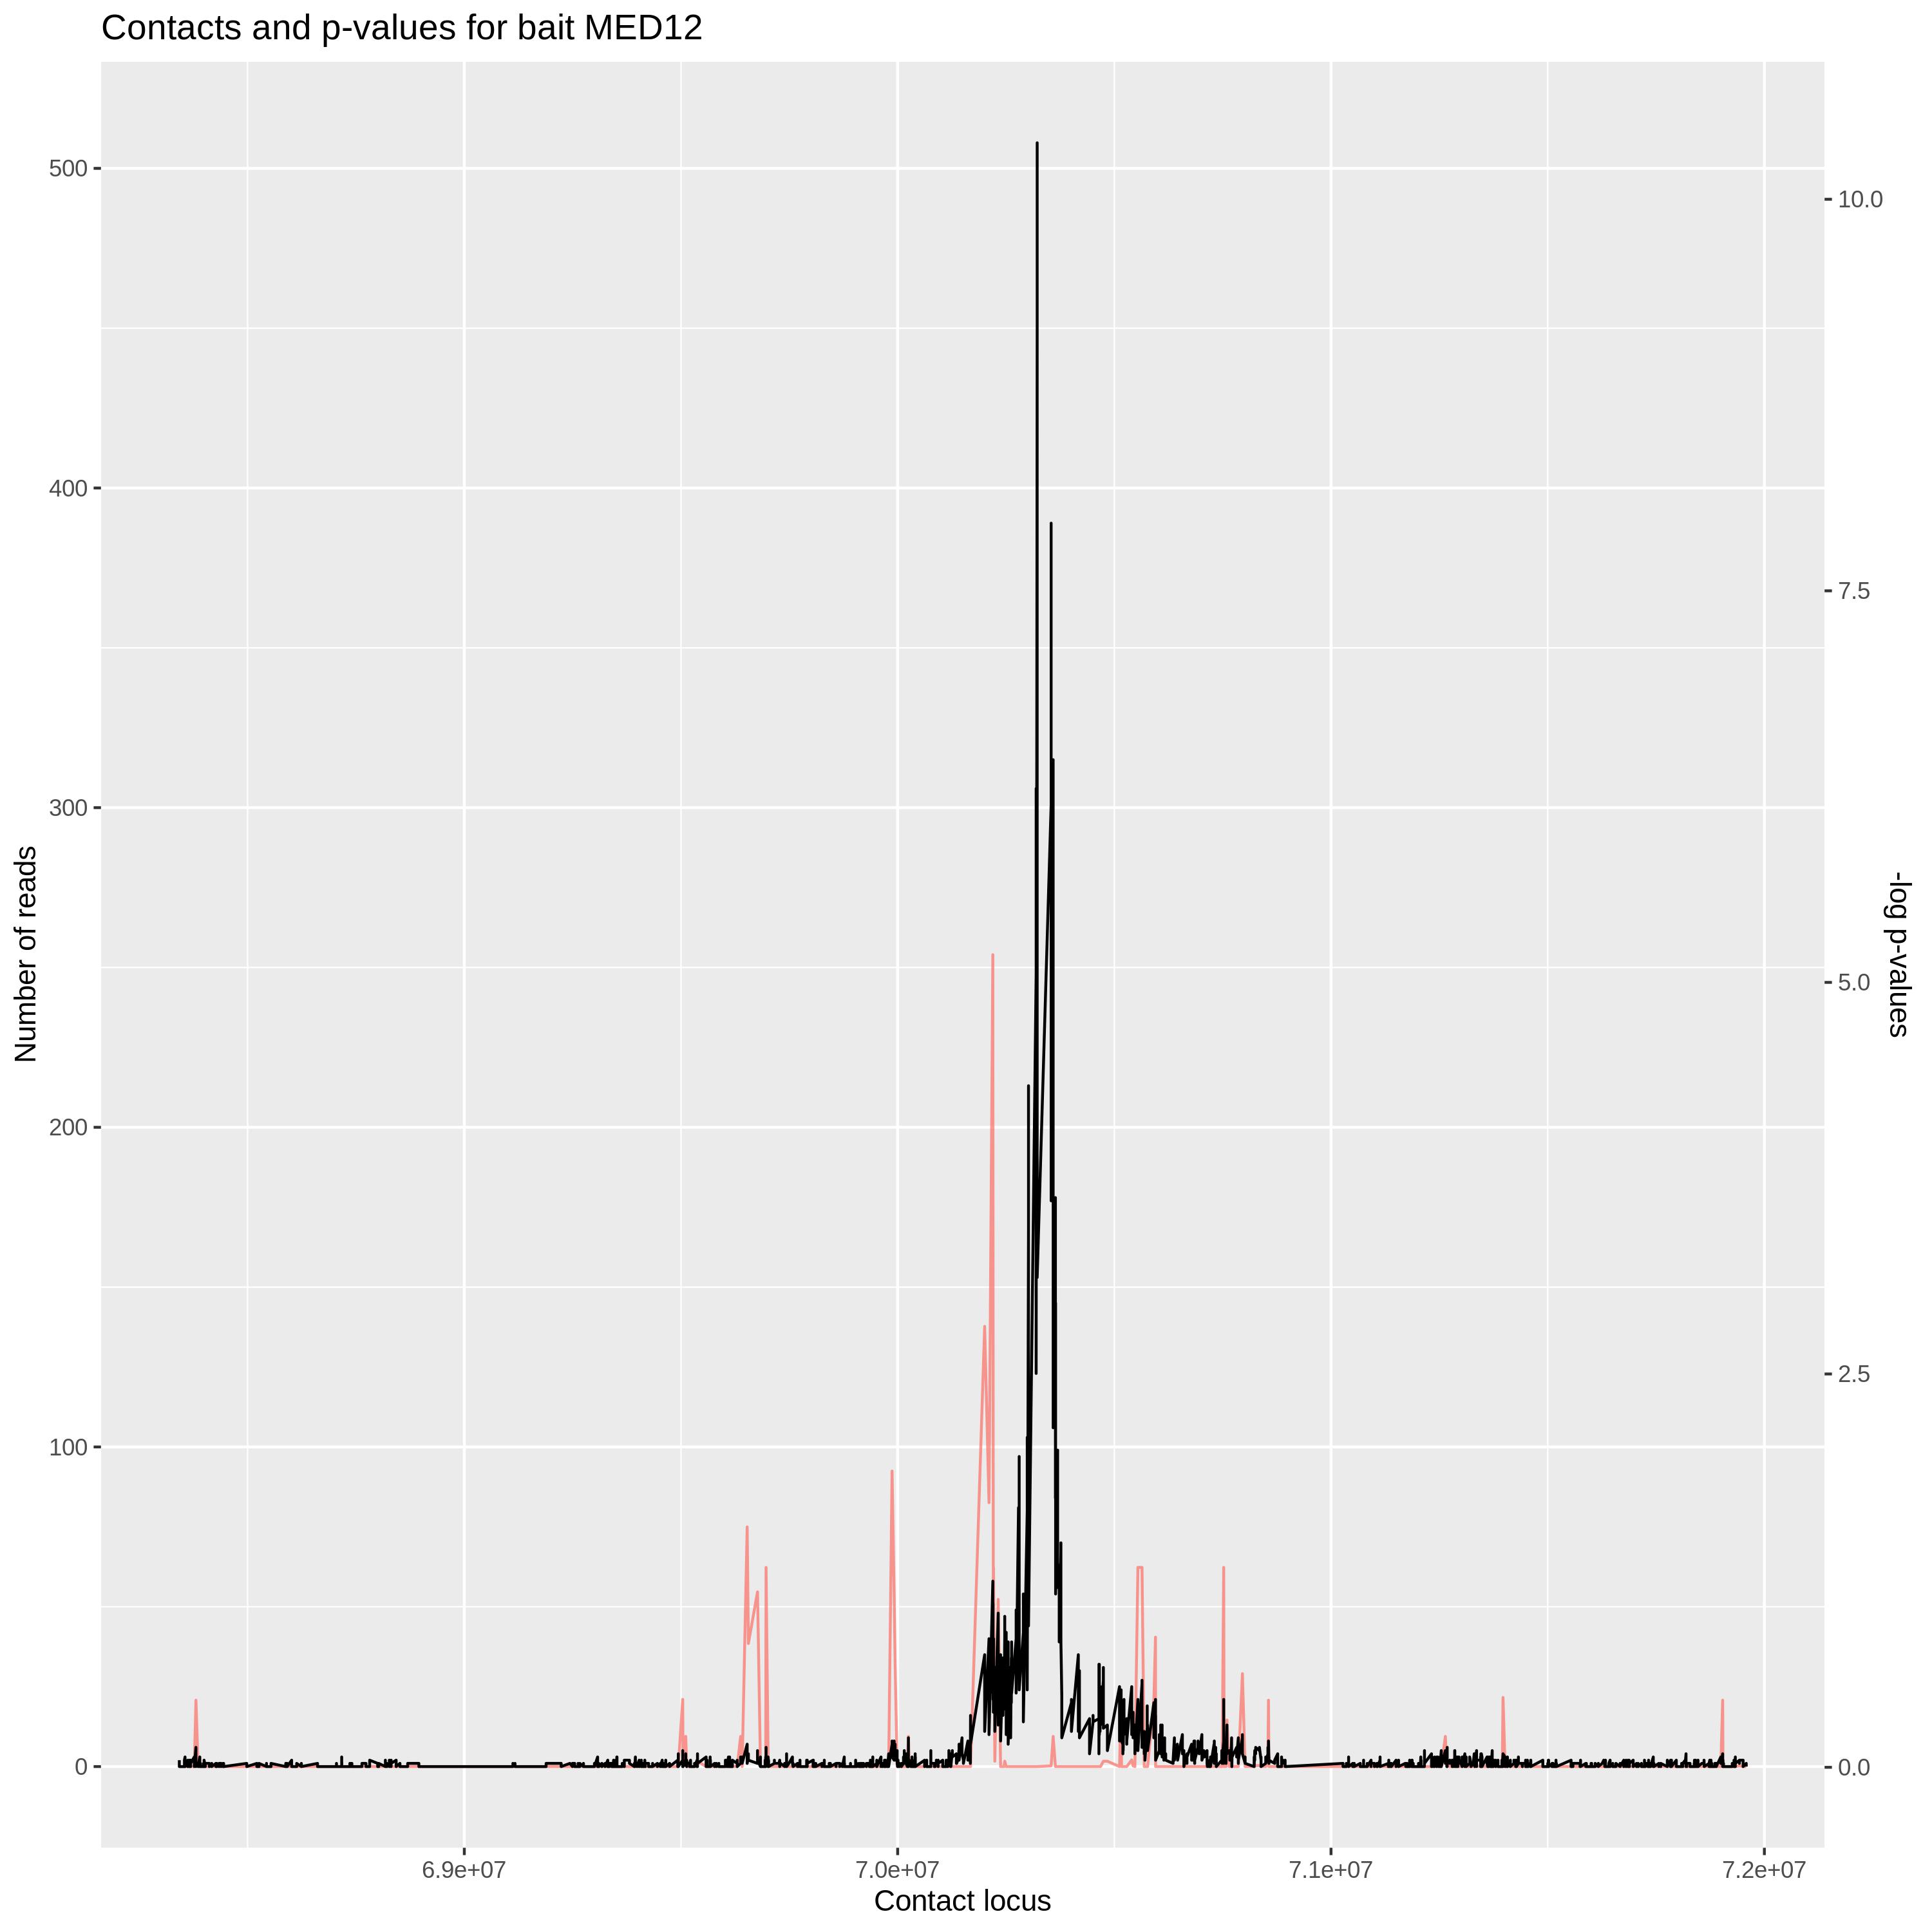 Contacts and p-values for bait MED12
500
400
300
200
100
0
Number of reads
10.0
7.5
5.0
2.5
0.0
-log p-values
6.9e+07
7.0e+07
7.1e+07
7.2e+07
Contact locus